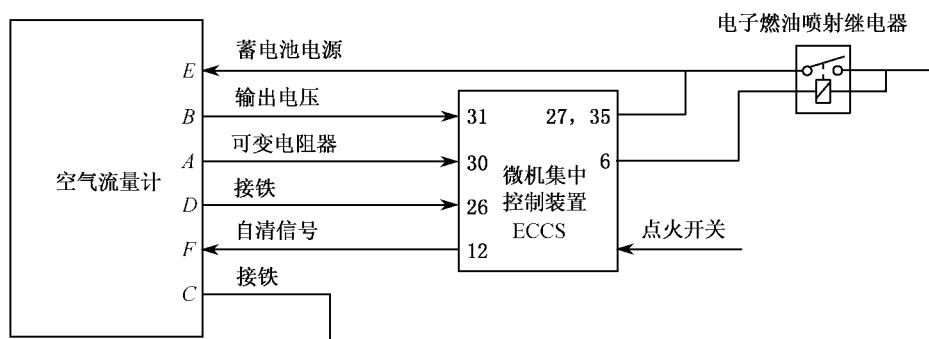 电子燃油喷射继电器
蓄电池电源
E
输出电压
B
31
27，35
可变电阻器
A
30
6
空气流量计
微机集中
控制装置
ECCS
接铁
D
26
自清信号
F
12
点火开关
接铁
C